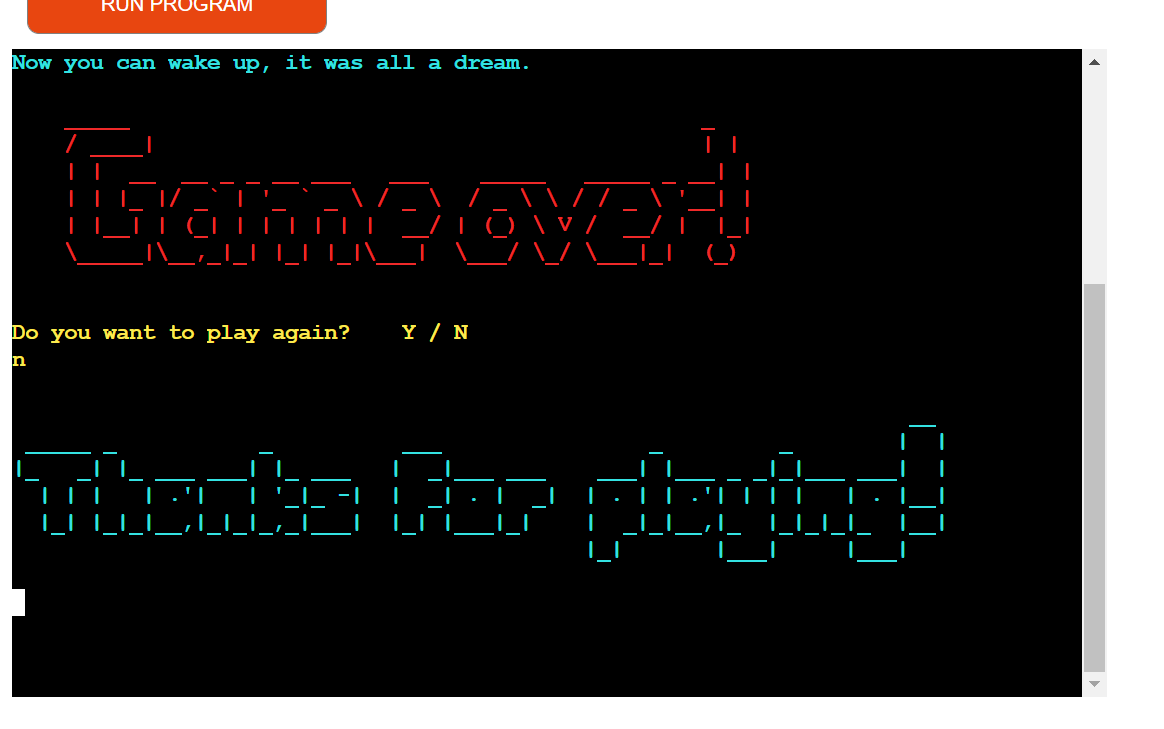 RUN PROGRAM
Now you can wake up, it was all a dream.
Game over!
Do you want to play again? Y / N
n
Thanks for playing!